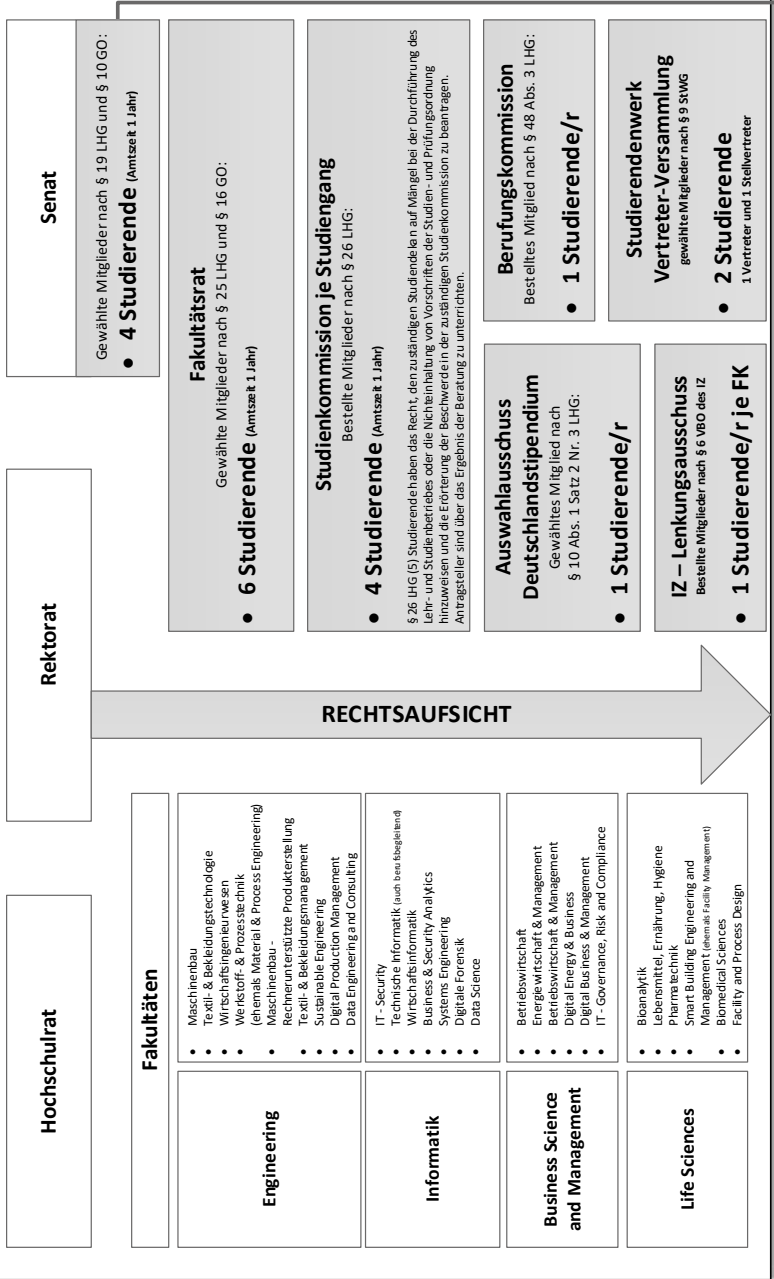 Hochschulrat
Rektorat
Senat
Gewählte Mitglieder nach § 19 LHG und § 10 GO:
• 4 Studierende (Amtszeit 1 Jahr)
Fakultäten
Engineering
• Maschinenbau
• Textil- & Bekleidungstechnologie
• Wirtschaftsingenieurwesen
• Werkstoff- & Prozesstechnik
(ehemals Material & Process Engineering)
• Maschinenbau -
Rechnerunterstützte Produkterstellung
• Textil- & Bekleidungsmanagement
• Sustainable Engineering
• Digital Production Management
• Data Engineering and Consulting
Informatik
• IT - Security
• Technische Informatik (auch berufsbegleitend)
• Wirtschaftsinformatik
• Business & Security Analytics
• Systems Engineering
• Digitale Forensik
• Data Science
Business Science
and Management
• Betriebswirtschaft
• Energiewirtschaft & Management
• Betriebswirtschaft & Management
• Digital Energy & Business
• Digital Business & Management
• IT - Governance, Risk and Compliance
Life Sciences
• Bioanalytik
• Lebensmittel, Ernährung, Hygiene
• Pharmatechnik
• Smart Building Engineering and
Management (ehemals Facility Management)
• Biomedical Sciences
• Facility and Process Design
RECHTSAUFSICHT
Fakultätsrat
Gewählte Mitglieder nach § 25 LHG und § 16 GO:
• 6 Studierende (Amtszeit 1 Jahr)
Studienkommission je Studiengang
Bestellte Mitglieder nach § 26 LHG:
• 4 Studierende (Amtszeit 1 Jahr)
§ 26 LHG (5) Studierende haben das Recht, den zuständigen Studiendekan auf Mängel bei der Durchführung des
Lehr- und Studienbetriebes oder die Nichteinhaltung von Vorschriften der Studien- und Prüfungsordnung
hinzuweisen und die Erörterung der Beschwerde in der zuständigen Studienkommission zu beantragen.
Antragsteller sind über das Ergebnis der Beratung zu unterrichten.
Auswahlausschuss
Deutschlandstipendium
Gewähltes Mitglied nach
§ 10 Abs. 1 Satz 2 Nr. 3 LHG:
• 1 Studierende/r
Berufungskommission
Bestelltes Mitglied nach § 48 Abs. 3 LHG:
• 1 Studierende/r
IZ – Lenkungsausschuss
Bestellte Mitglieder nach § 6 VBO des IZ
• 1 Studierende/r je FK
Studierendenwerk
Vertreter-Versammlung
gewählte Mitglieder nach § 9 StWG
• 2 Studierende
1 Vertreter und 1 Stellvertreter